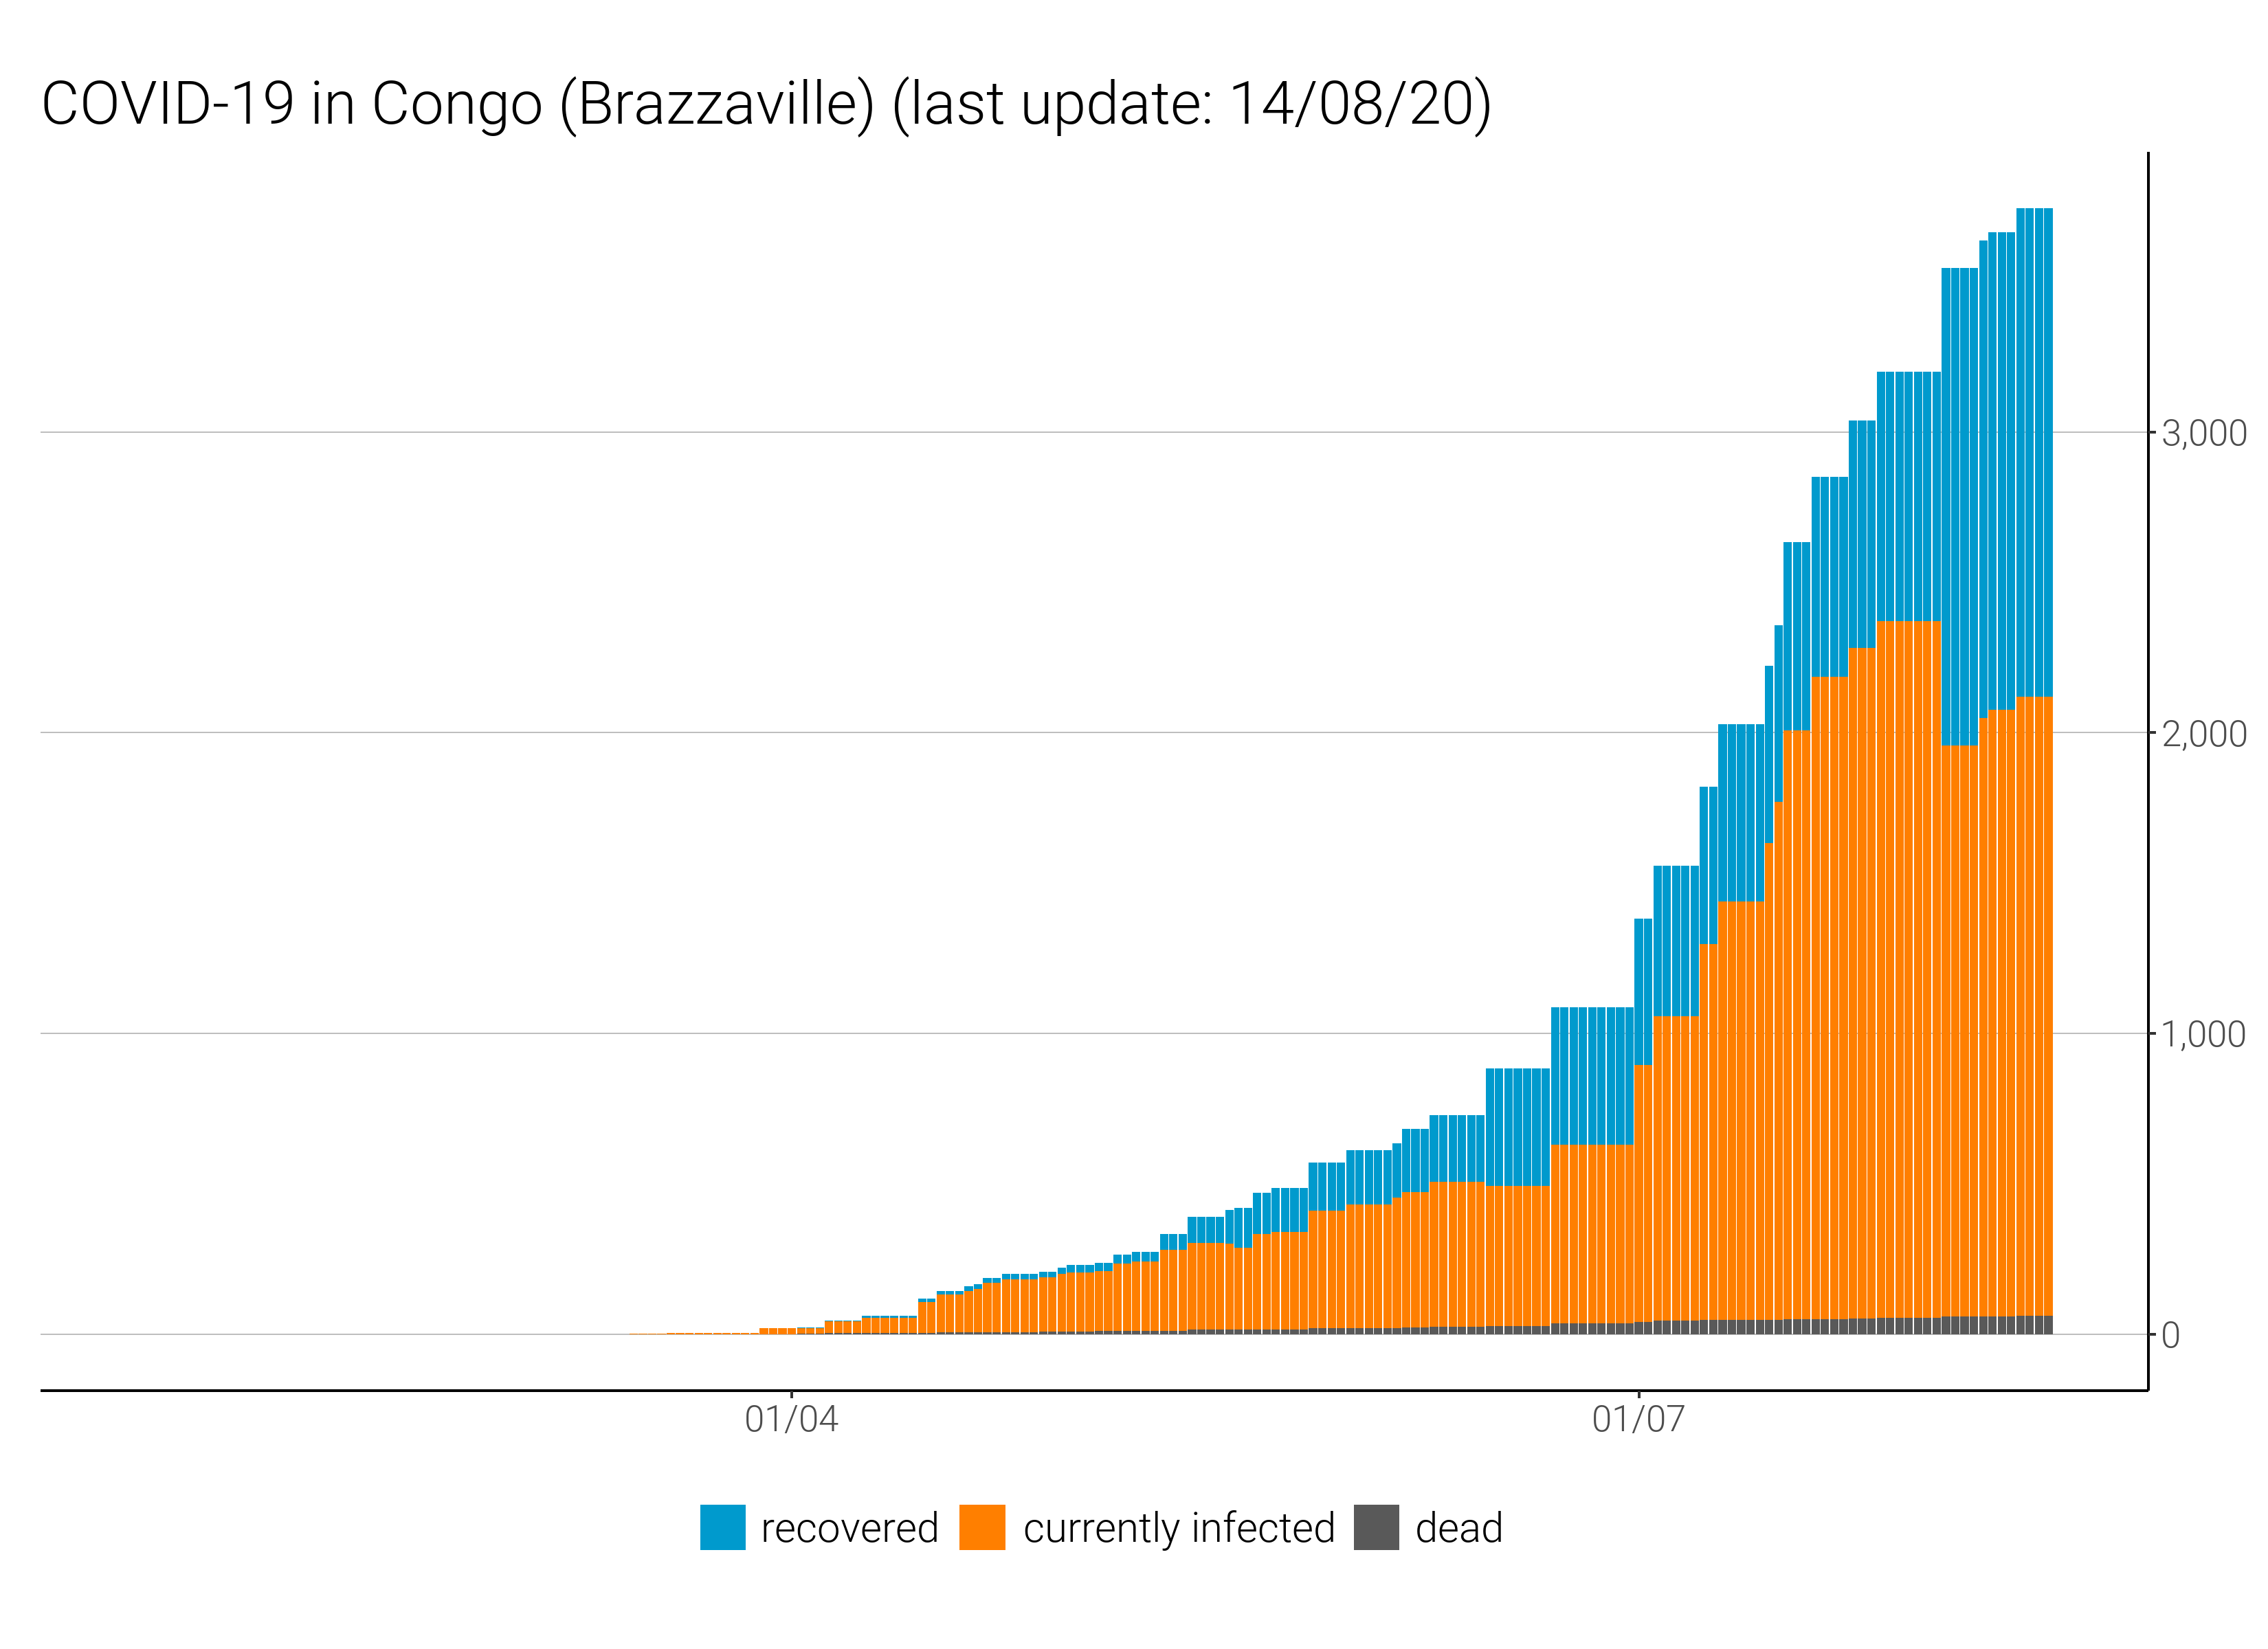 COVID-19 in Congo (Brazzaville) (last update: 14/08/20)
3,000
2,000
1,000
0
01/04 01/07
recovered currently infected dead